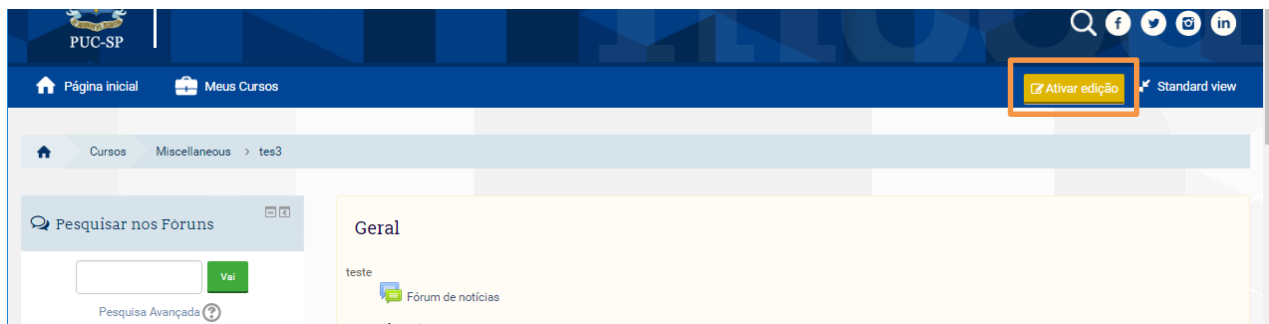 PUC-SP
Página inicial Meus Cursos Ativar edição Standard view
Cursos Miscellaneous > tes3
Pesquisar nos Fóruns
Vai
Pesquisa Avançada
Geral
teste
Fórum de notícias